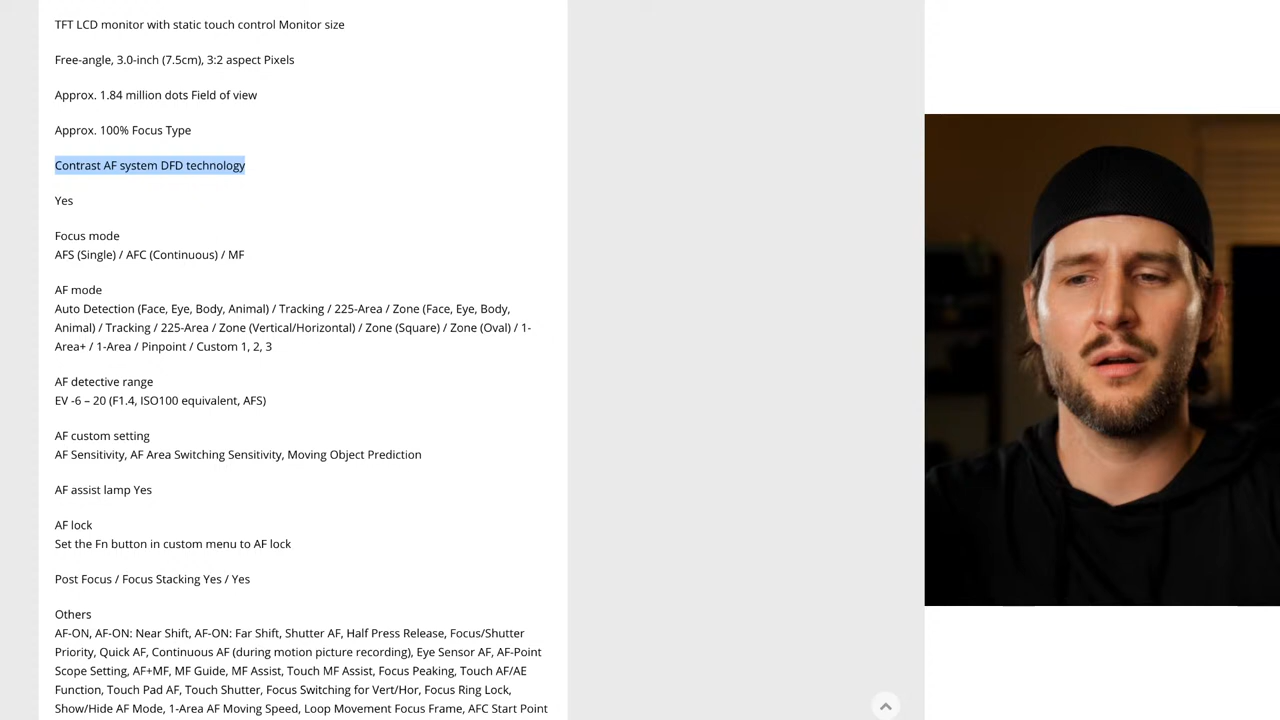 TFT LCD monitor with static touch control Monitor size
Free-angle, 3.0-inch (7.5cm), 3:2 aspect Pixels
Approx. 1.84 million dots Field of view
Approx. 100% Focus Type
Contrast AF system DFD technology
Yes
Focus mode
AFS (Single) / AFC (Continuous) / MF
AF mode
Auto Detection (Face, Eye, Body, Animal) / Tracking / 225-Area / Zone (Face, Eye, Body,
Animal) / Tracking / 225-Area / Zone (Vertical/Horizontal) / Zone (Square) / Zone (Oval) / 1-
Area+ / 1-Area / Pinpoint / Custom 1, 2, 3
AF detective range
EV -6 – 20 (F1.4, ISO100 equivalent, AFS)
AF custom setting
AF Sensitivity, AF Area Switching Sensitivity, Moving Object Prediction
AF assist lamp Yes
AF lock
Set the Fn button in custom menu to AF lock
Post Focus / Focus Stacking Yes / Yes
Others
AF-ON, AF-ON: Near Shift, AF-ON: Far Shift, Shutter AF, Half Press Release, Focus/Shutter
Priority, Quick AF, Continuous AF (during motion picture recording), Eye Sensor AF, AF-Point
Scope Setting, AF+MF, MF Guide, MF Assist, Touch MF Assist, Focus Peaking, Touch AF/AE
Function, Touch Pad AF, Touch Shutter, Focus Switching for Vert/Hor, Focus Ring Lock,
Show/Hide AF Mode, 1-Area AF Moving Speed, Loop Movement Focus Frame, AFC Start Point